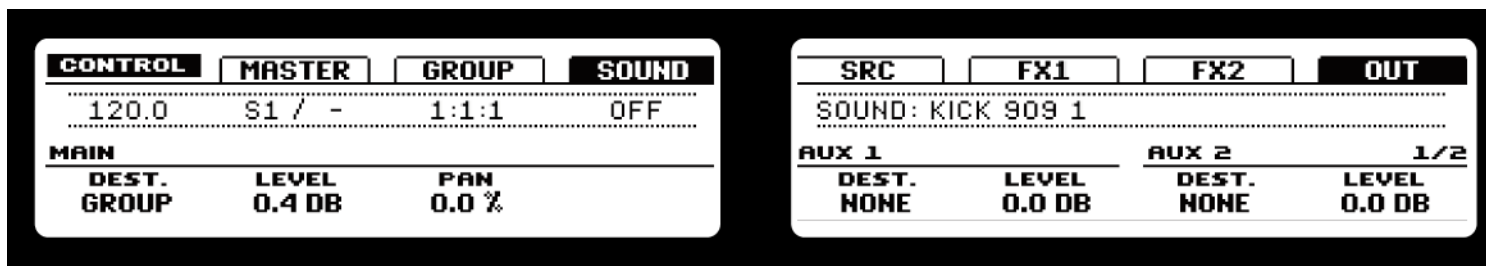 CONTROL MASTER GROUP SOUND
120.0 S1 / - 1:1:1 OFF
MAIN
DEST. LEVEL PAN
GROUP 0.4 DB 0.0 %
SRC FX1 FX2 OUT
SOUND: KICK 909 1
AUX 1 AUX 2 1/2
DEST. LEVEL DEST. LEVEL
NONE 0.0 DB NONE 0.0 DB